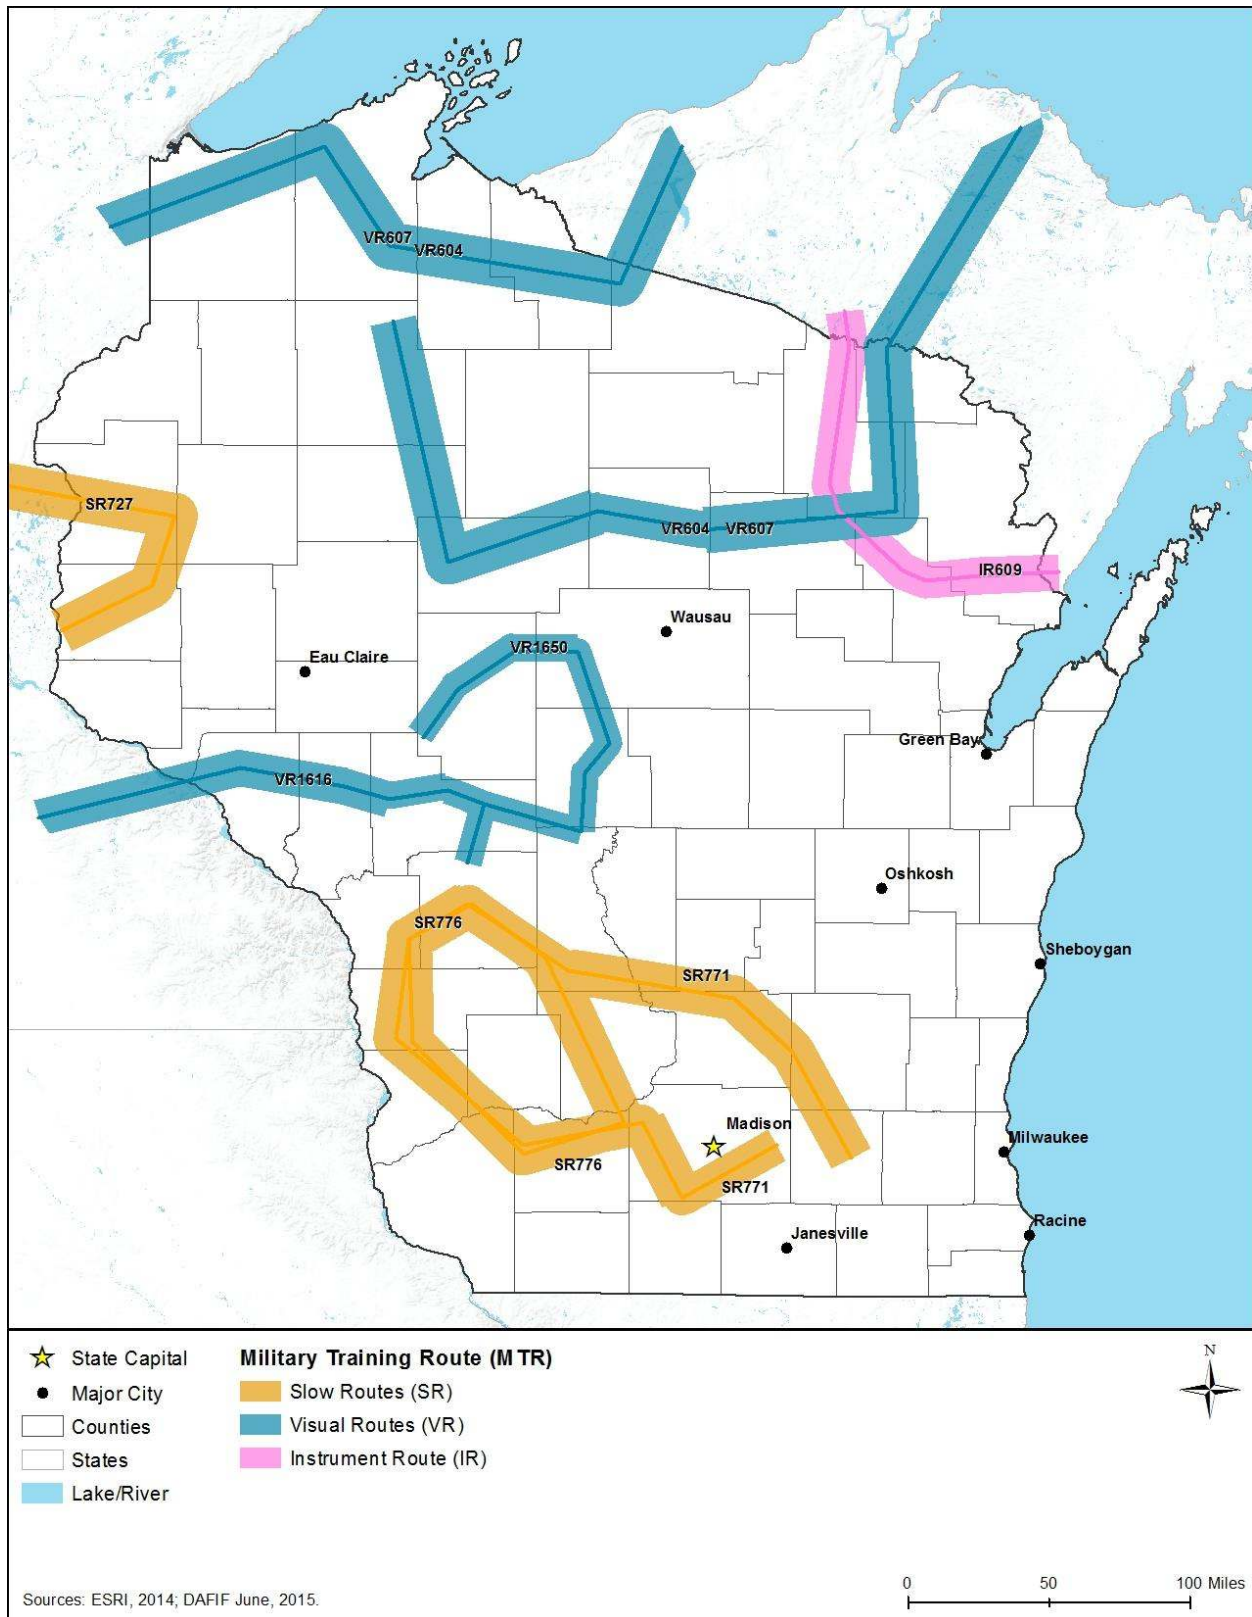 VR607
VR604
SR727
VR604
VR607
IR609
Wausau
VR1650
Eau Claire
Green Bay
VR1616
Oshkosh
SR776
Sheboygan
SR771
Madison
Milwaukee
SR776
SR771
Racine
Janesville
State Capital
Major City
Counties
States
Lake/River
Military Training Route (MTR)
Slow Routes (SR)
Visual Routes (VR)
Instrument Route (IR)
N
0 50 100 Miles
Sources: ESRI, 2014; DAFIF June, 2015.